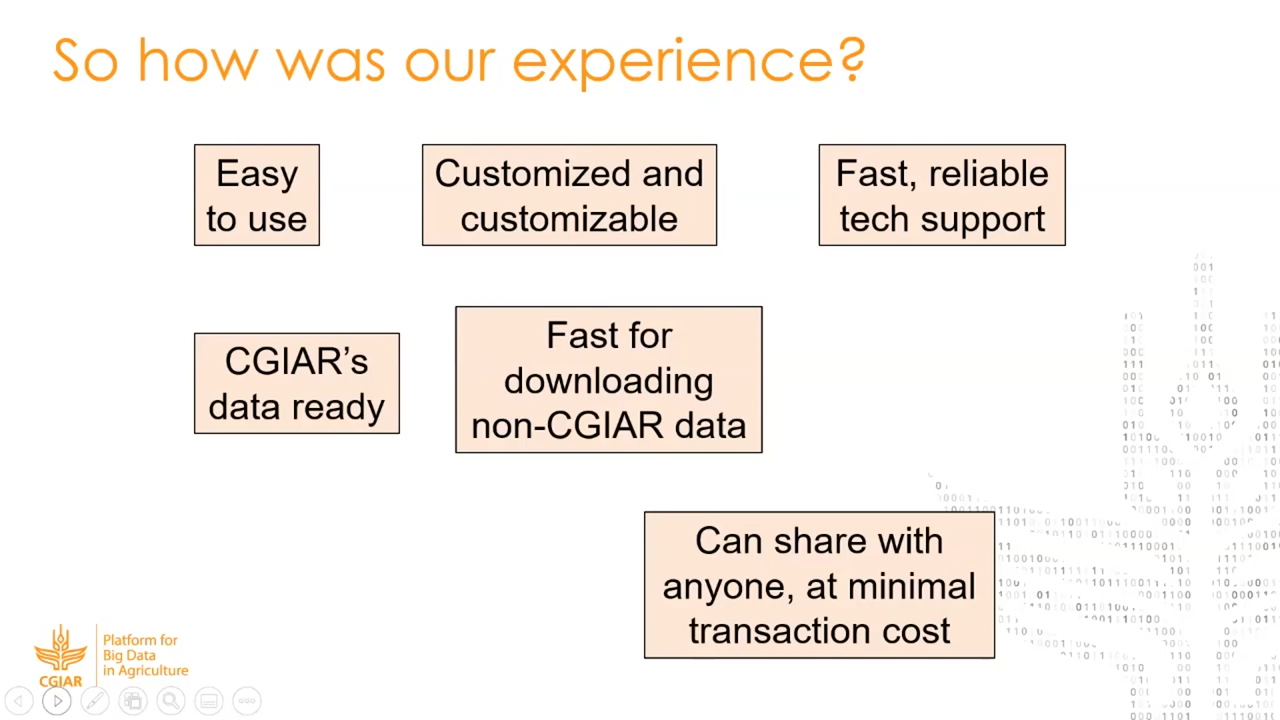 So how was our experience?
Easy
to use
Customized and
customizable
Fast, reliable
tech support
CGIAR’s
data ready
Fast for
downloading
non-CGIAR data
Can share with
anyone, at minimal
transaction cost
CGIAR
Platform for
Big Data
in Agriculture